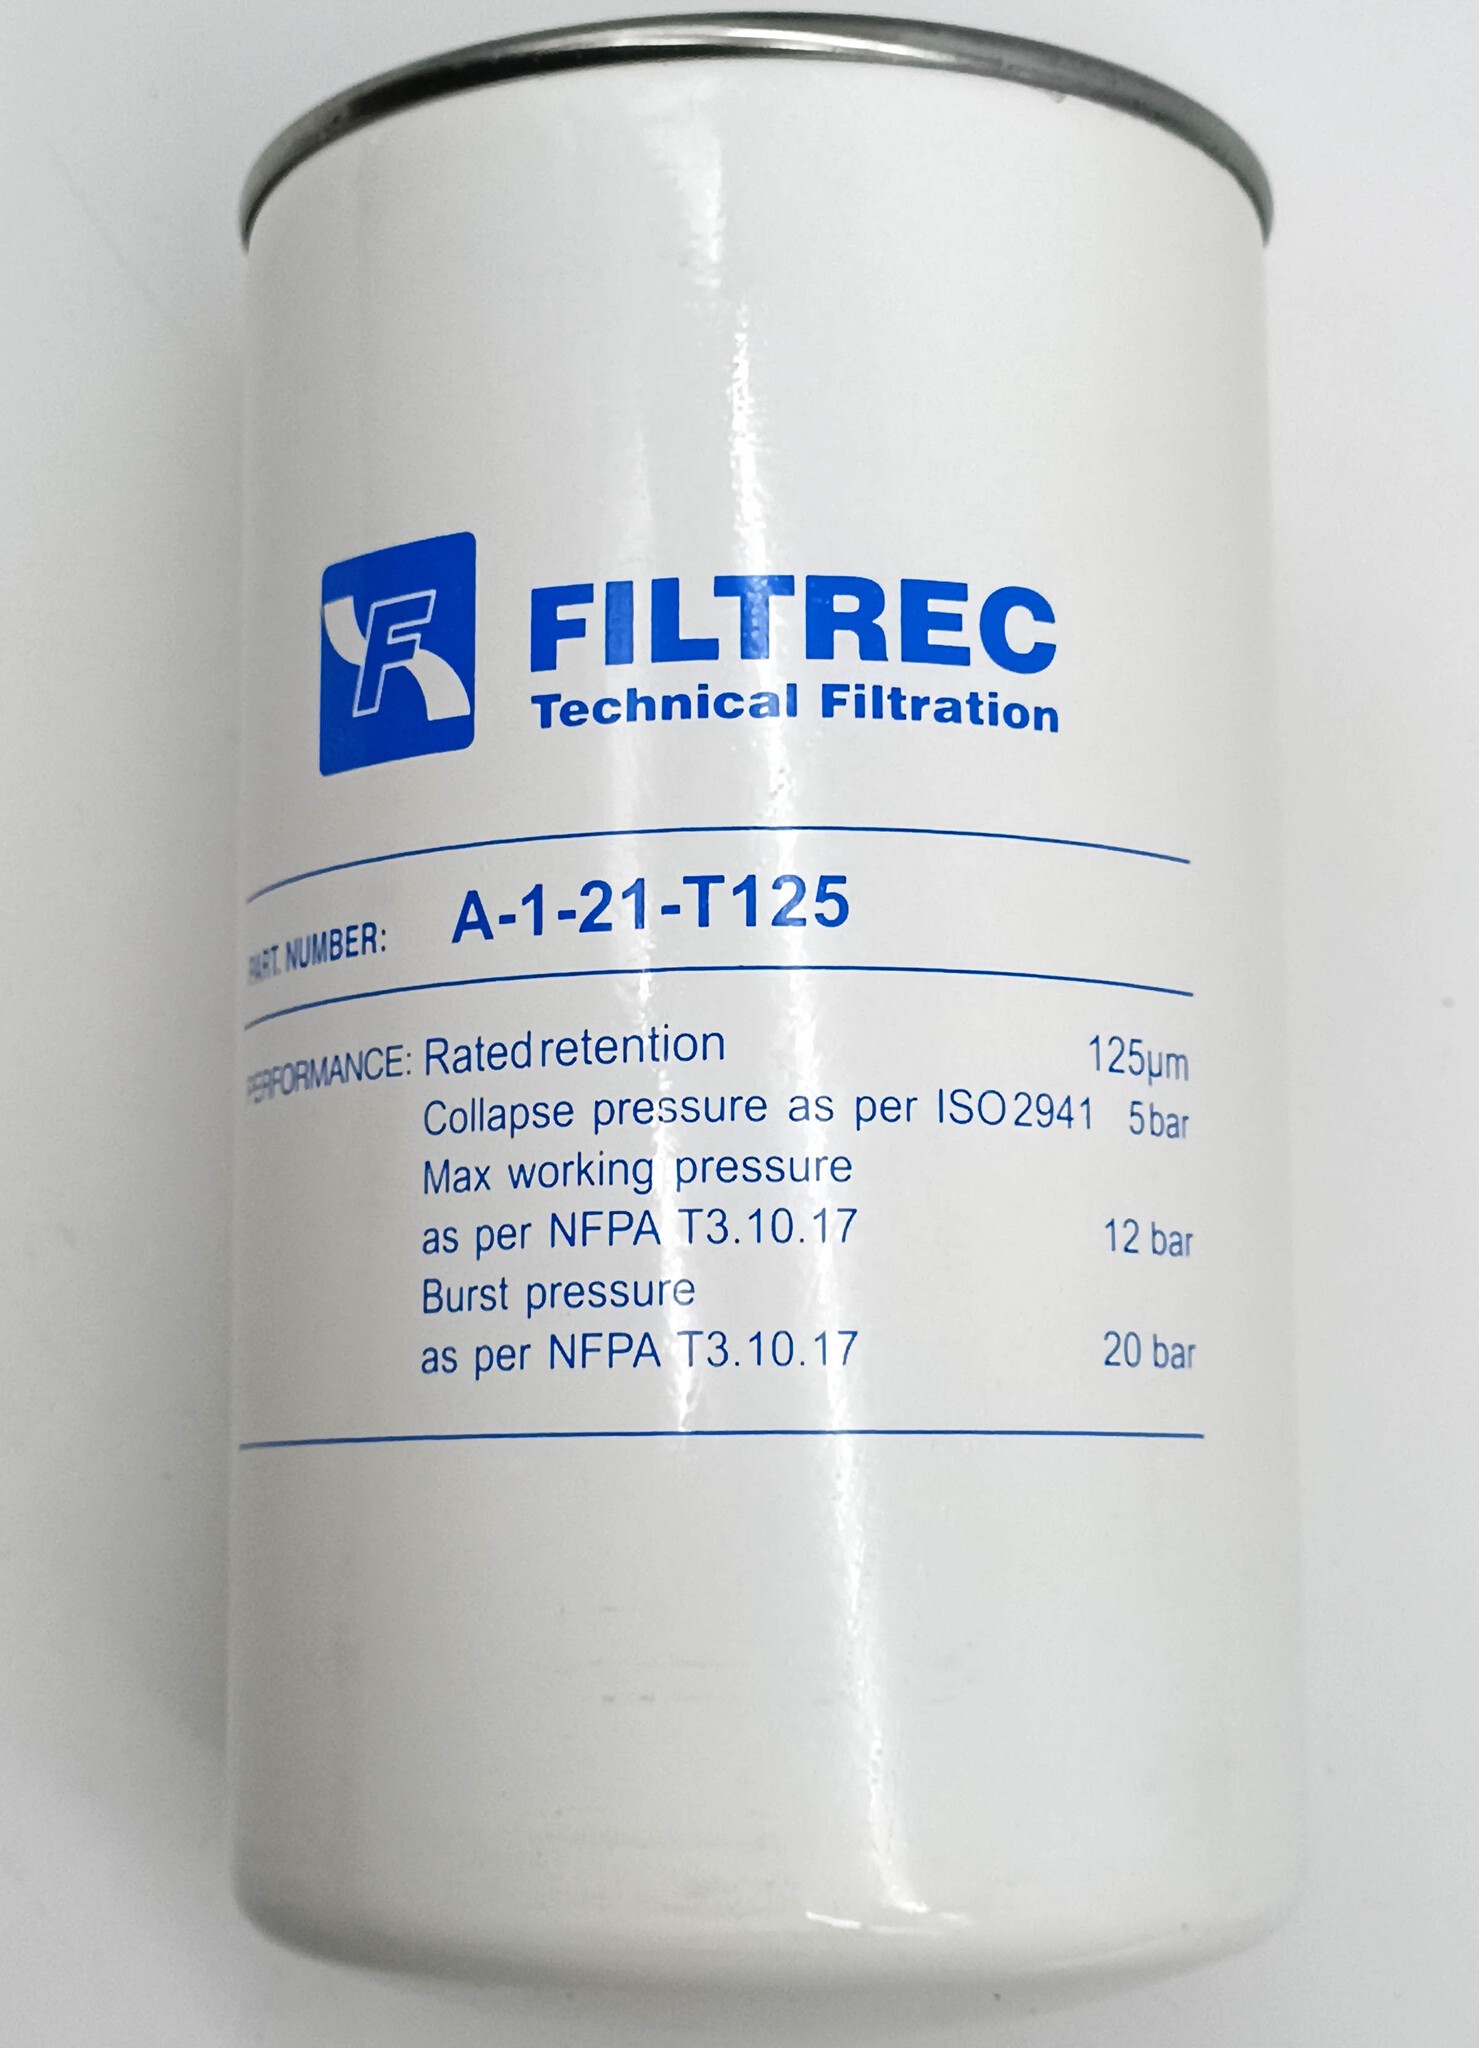 F
FILTREC
Technical Filtration
PART. NUMBER: A-1-21-T125
PERFORMANCE: Rated retention 125µm
Collapse pressure as per ISO 2941 5 bar
Max working pressure
as per NFPA T3.10.17 12 bar
Burst pressure
as per NFPA T3.10.17 20 bar